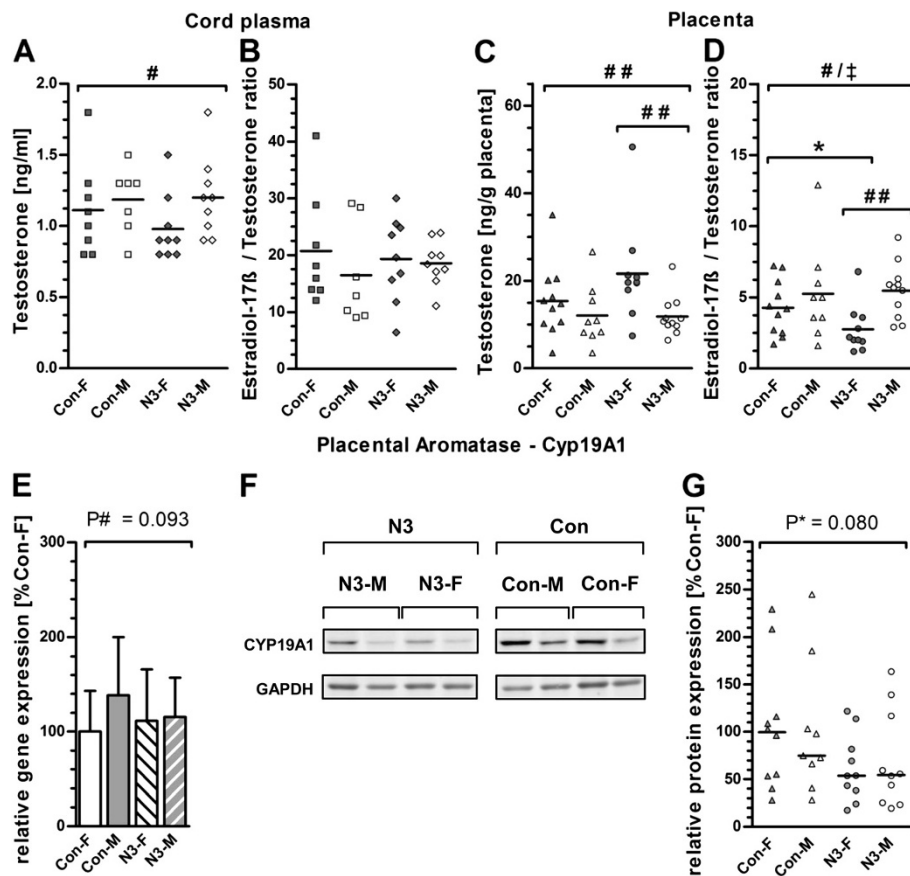 Cord plasma
Placenta
A
B
C
D
#
# #
# #
# / ‡
*
# #
Testosterone [ng/ml]
2.0
1.5
1.0
0.5
0.0
Con-F
Con-M
N3-F
N3-M
Estradiol-17ß / Testosterone ratio
50
40
30
20
10
0
Con-F
Con-M
N3-F
N3-M
Testosterone [ng/g placenta]
60
40
20
0
Con-F
Con-M
N3-F
N3-M
Estradiol-17ß / Testosterone ratio
20
15
10
5
0
Con-F
Con-M
N3-F
N3-M
Placental Aromatase - Cyp19A1
E
F
G
P# = 0.093
relative gene expression [%Con-F]
300
200
100
0
Con-F
Con-M
N3-F
N3-M
N3
Con
N3-M
N3-F
Con-M
Con-F
CYP19A1
GAPDH
P* = 0.080
relative protein expression [%Con-F]
300
250
200
150
100
50
0
Con-F
Con-M
N3-F
N3-M